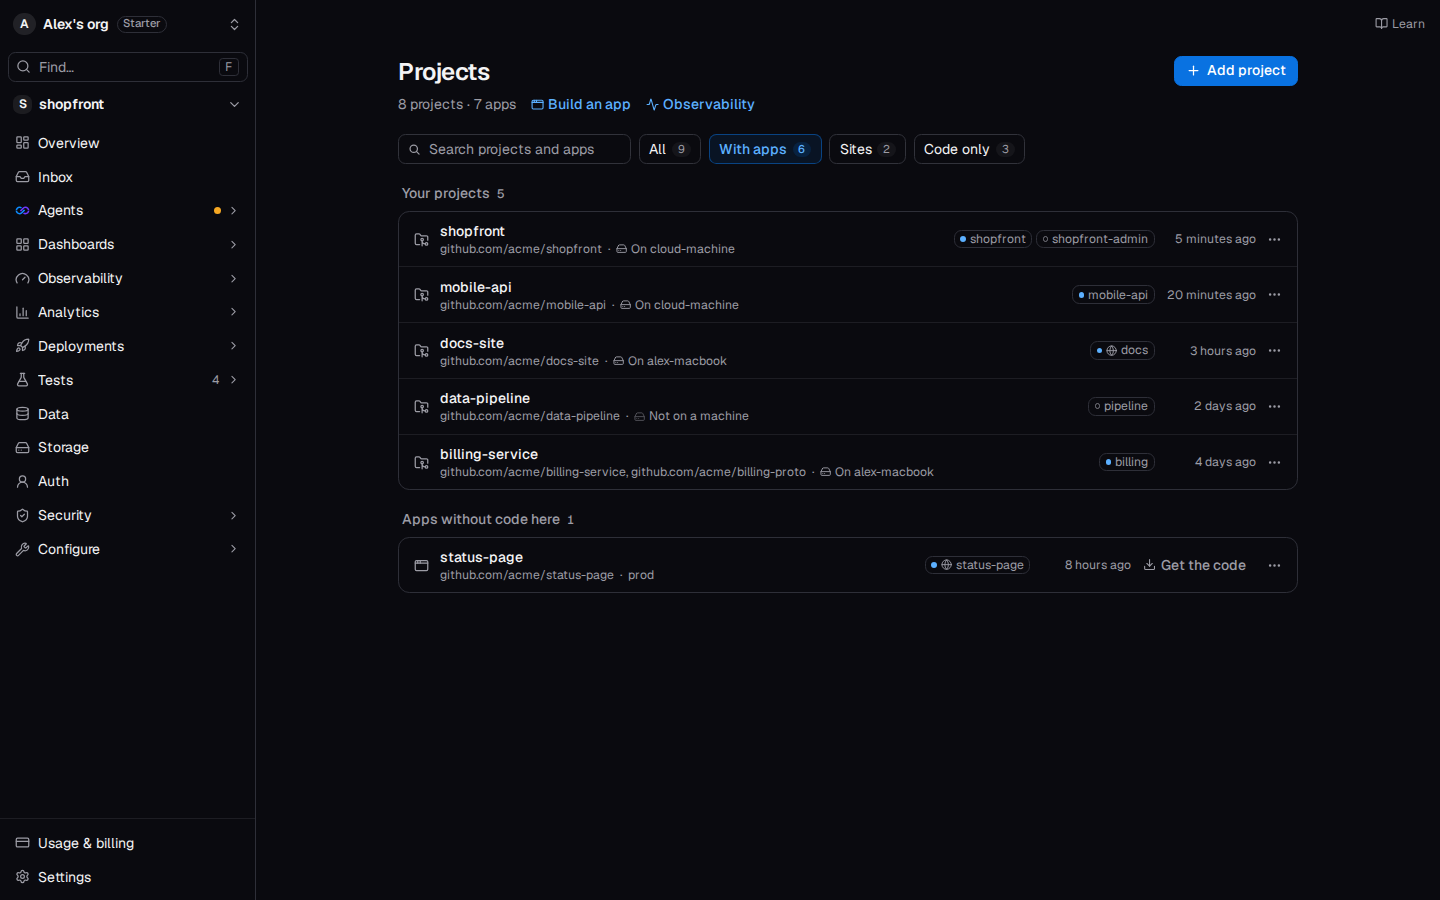 A Alex's org Starter
Find... F
S shopfront
Overview
Inbox
Agents
Dashboards
Observability
Analytics
Deployments
Tests 4
Data
Storage
Auth
Security
Configure
Usage & billing
Settings
Learn
Projects
Add project
8 projects · 7 apps Build an app Observability
Search projects and apps All 9 With apps 6 Sites 2 Code only 3
Your projects 5
shopfront
github.com/acme/shopfront · On cloud-machine
shopfront shopfront-admin 5 minutes ago
mobile-api
github.com/acme/mobile-api · On cloud-machine
mobile-api 20 minutes ago
docs-site
github.com/acme/docs-site · On alex-macbook
docs 3 hours ago
data-pipeline
github.com/acme/data-pipeline · Not on a machine
pipeline 2 days ago
billing-service
github.com/acme/billing-service, github.com/acme/billing-proto · On alex-macbook
billing 4 days ago
Apps without code here 1
status-page
github.com/acme/status-page · prod
status-page 8 hours ago Get the code